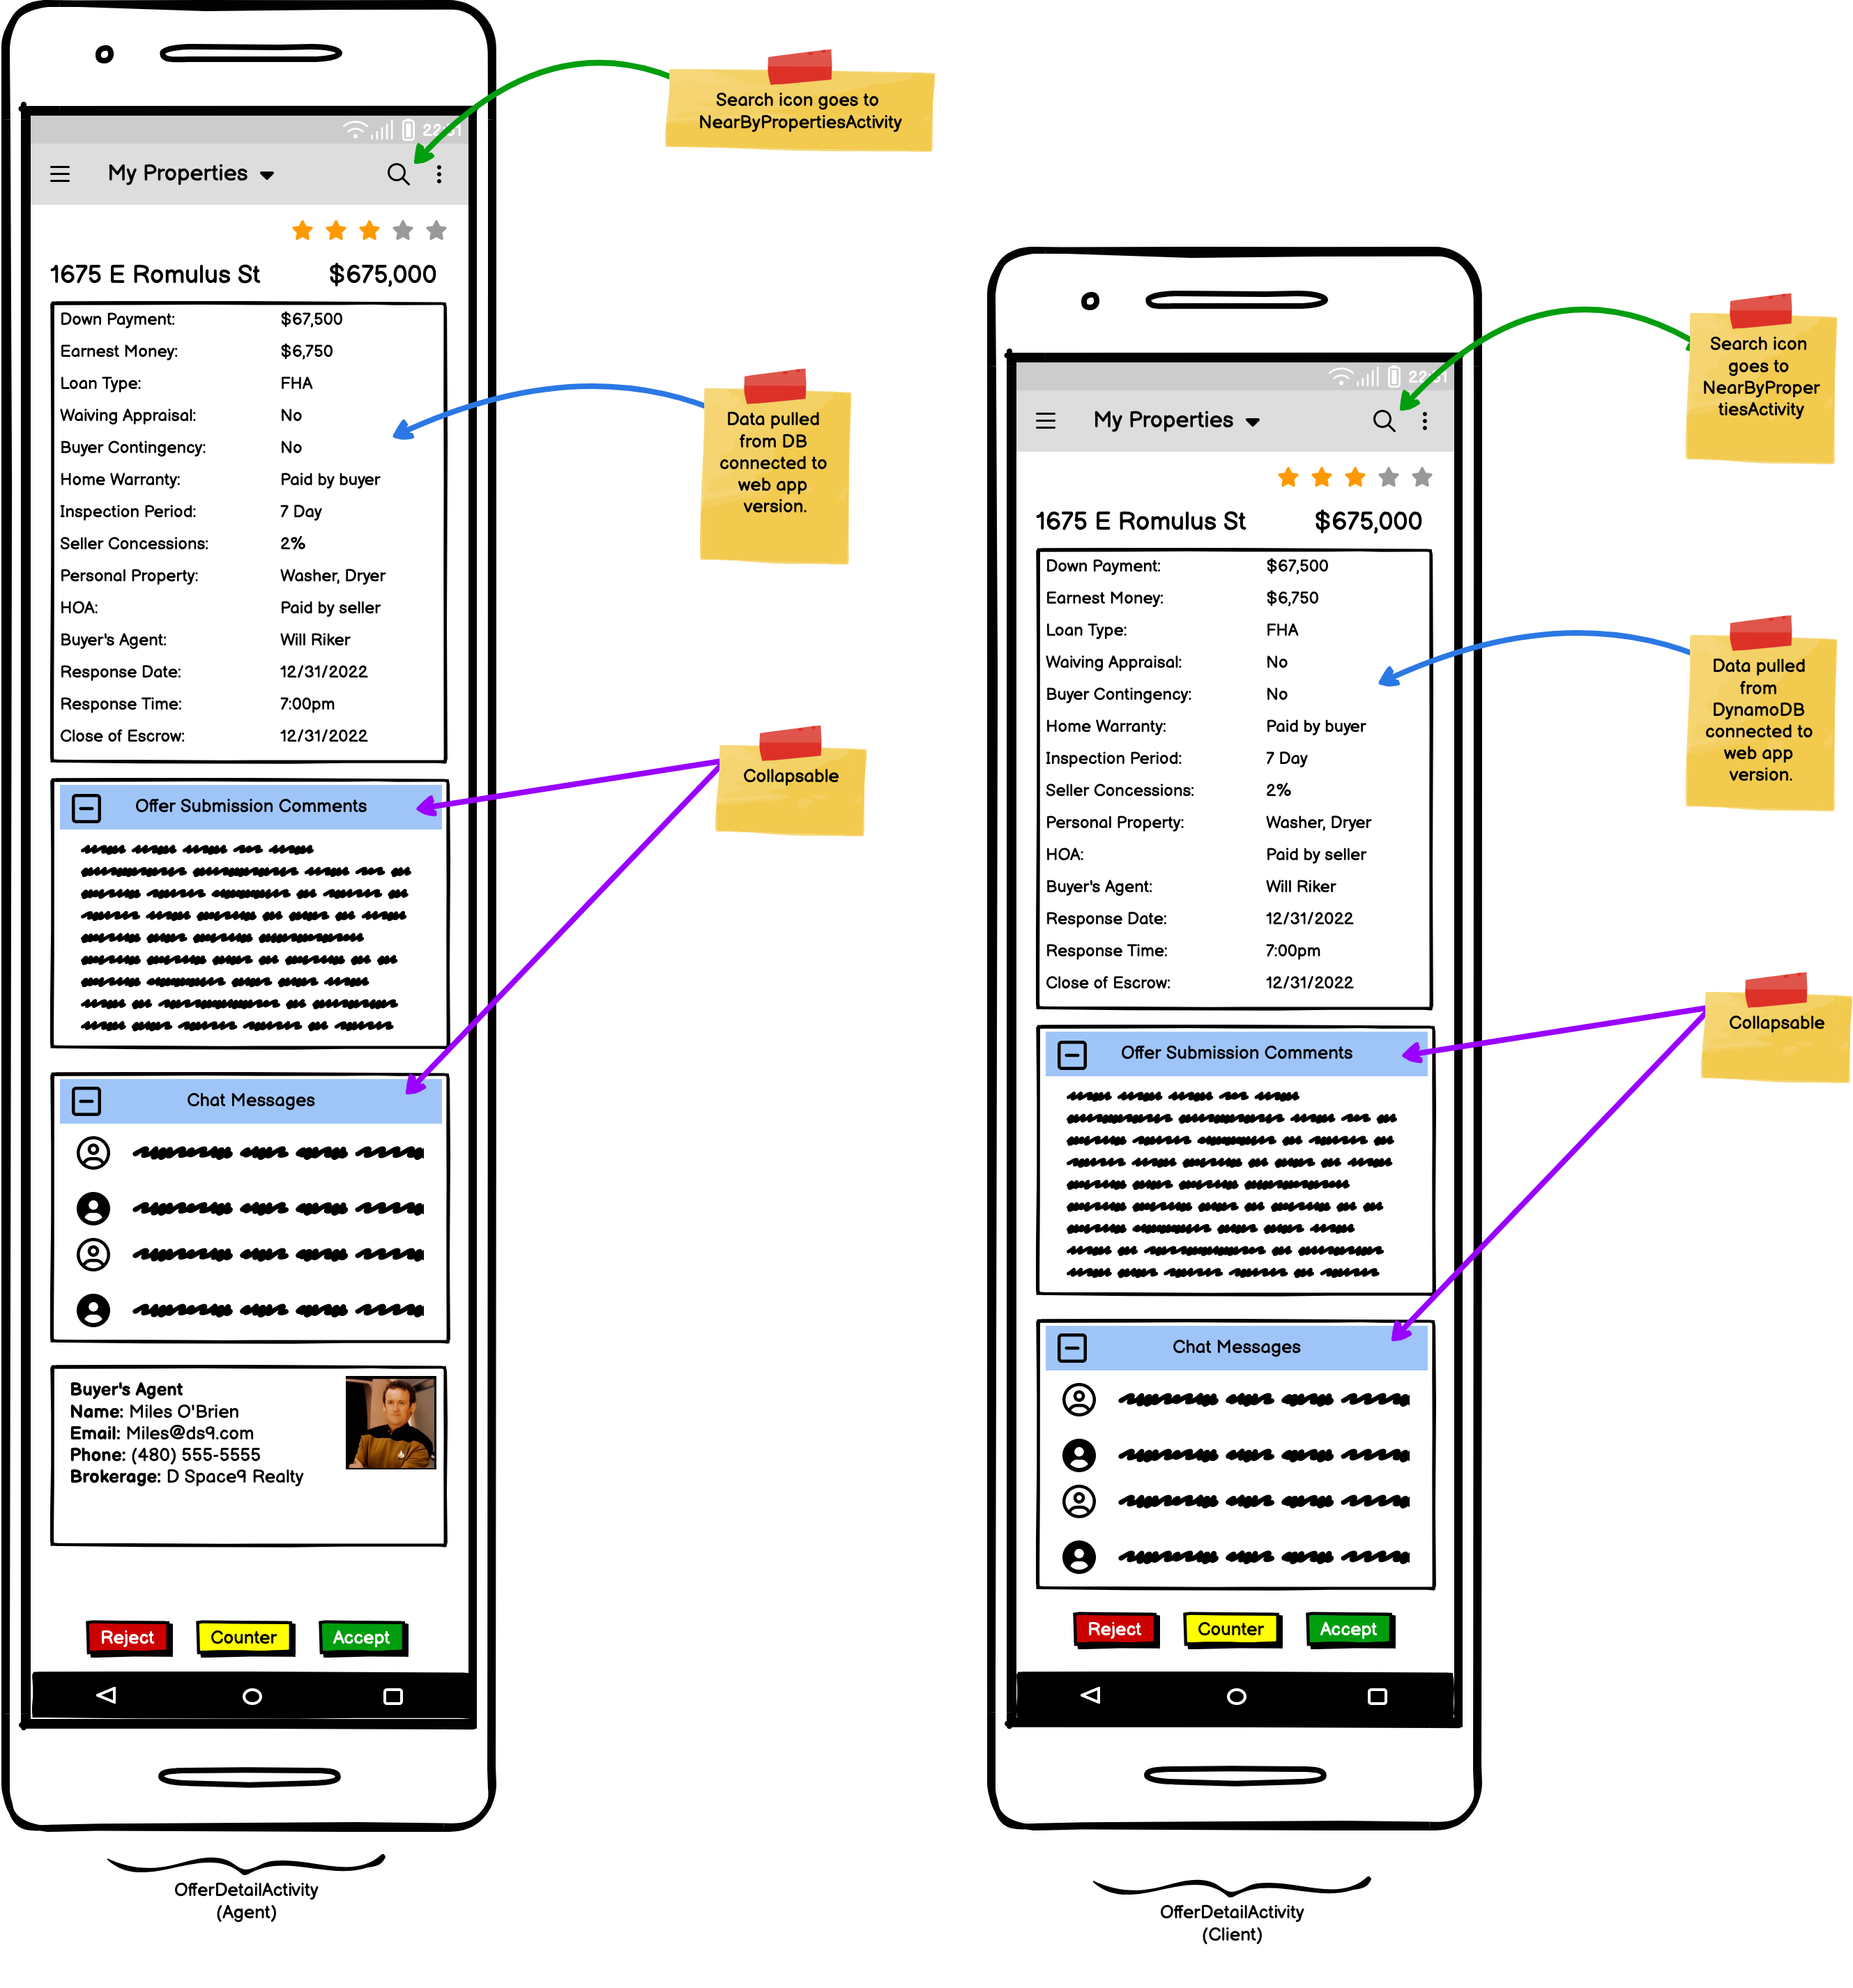 22:31
My Properties
1675 E Romulus St $675,000
Down Payment: $67,500
Earnest Money: $6,750
Loan Type: FHA
Waiving Appraisal: No
Buyer Contingency: No
Home Warranty: Paid by buyer
Inspection Period: 7 Day
Seller Concessions: 2%
Personal Property: Washer, Dryer
HOA: Paid by seller
Buyer's Agent: Will Riker
Response Date: 12/31/2022
Response Time: 7:00pm
Close of Escrow: 12/31/2022
Offer Submission Comments
Chat Messages
Buyer's Agent
Name: Miles O'Brien
Email: Miles@ds9.com
Phone: (480) 555-5555
Brokerage: D Space9 Realty
Reject Counter Accept
OfferDetailActivity
(Agent)
Search icon goes to
NearByPropertiesActivity
Data pulled
from DB
connected to
web app
version.
Collapsable
22:31
My Properties
1675 E Romulus St $675,000
Down Payment: $67,500
Earnest Money: $6,750
Loan Type: FHA
Waiving Appraisal: No
Buyer Contingency: No
Home Warranty: Paid by buyer
Inspection Period: 7 Day
Seller Concessions: 2%
Personal Property: Washer, Dryer
HOA: Paid by seller
Buyer's Agent: Will Riker
Response Date: 12/31/2022
Response Time: 7:00pm
Close of Escrow: 12/31/2022
Offer Submission Comments
Chat Messages
Reject Counter Accept
OfferDetailActivity
(Client)
Search icon
goes to
NearByProper
tiesActivity
Data pulled
from
DynamoDB
connected to
web app
version.
Collapsable